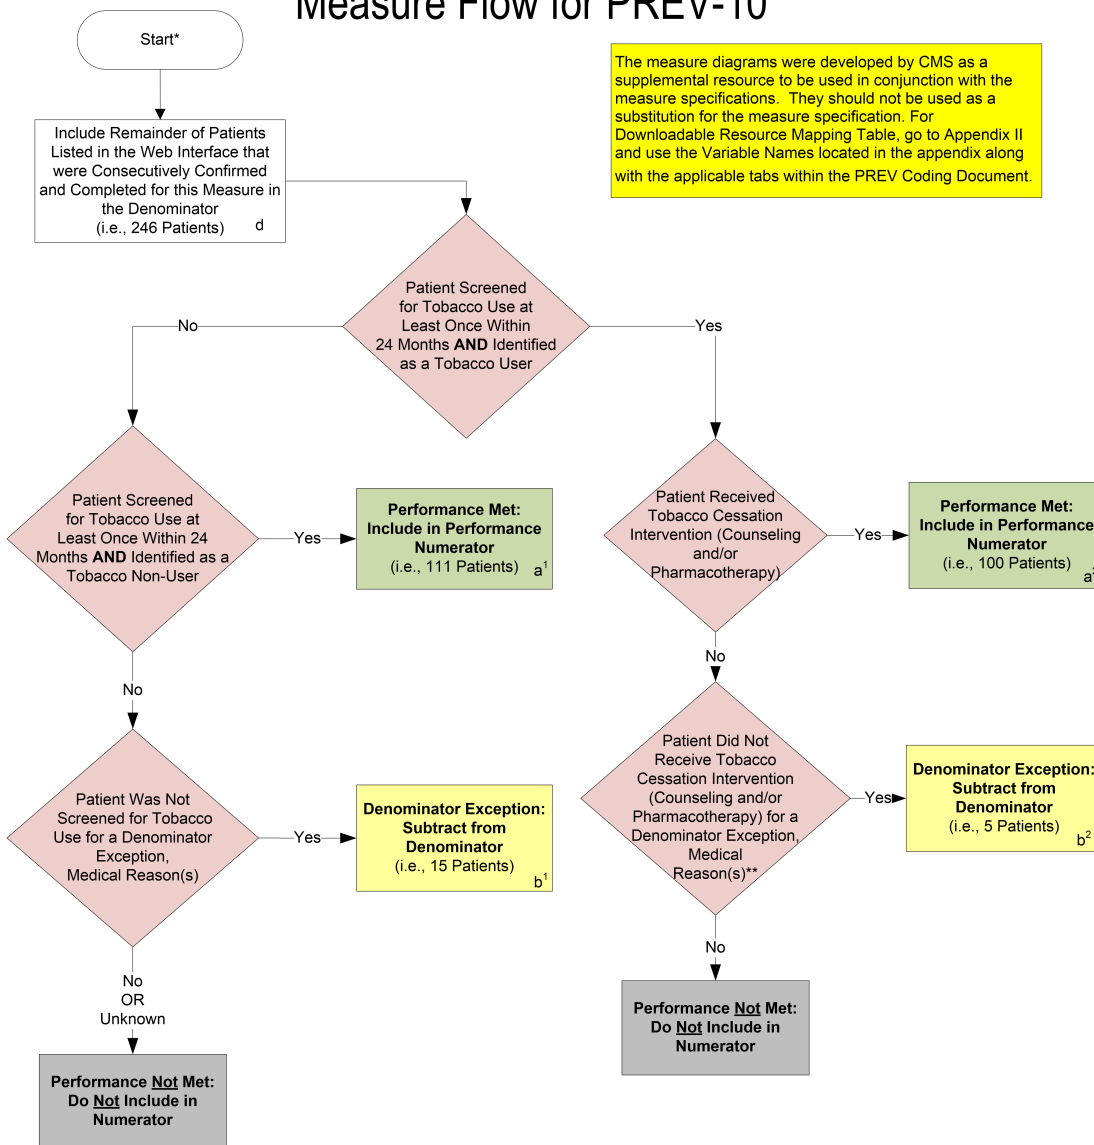 Measure Flow for PREV-10
Start*
The measure diagrams were developed by CMS as a
supplemental resource to be used in conjunction with the
measure specifications.  They should not be used as a
substitution for the measure specification. For
Downloadable Resource Mapping Table, go to Appendix II
and use the Variable Names located in the appendix along
with the applicable tabs within the PREV Coding Document.
Include Remainder of Patients
Listed in the Web Interface that
were Consecutively Confirmed
and Completed for this Measure in
the Denominator
(i.e., 246 Patients)
d
Patient Screened
for Tobacco Use at
Least Once Within
24 Months AND Identified
as a Tobacco User
No
Yes
Patient Screened
for Tobacco Use at
Least Once Within 24
Months AND Identified as a
Tobacco Non-User
Yes
Performance Met:
Include in Performance
Numerator
(i.e., 111 Patients)
a¹
Patient Received
Tobacco Cessation
Intervention (Counseling
and/or
Pharmacotherapy)
Yes
Performance Met:
Include in Performance
Numerator
(i.e., 100 Patients)
a²
No
No
Patient Was Not
Screened for Tobacco
Use for a Denominator
Exception,
Medical Reason(s)
Yes
Denominator Exception:
Subtract from
Denominator
(i.e., 15 Patients)
b¹
Patient Did Not
Receive Tobacco
Cessation Intervention
(Counseling and/or
Pharmacotherapy) for a
Denominator Exception,
Medical
Reason(s)**
Yes
Denominator Exception:
Subtract from
Denominator
(i.e., 5 Patients)
b²
No
OR
Unknown
No
Performance Not Met:
Do Not Include in
Numerator
Performance Not Met:
Do Not Include in
Numerator